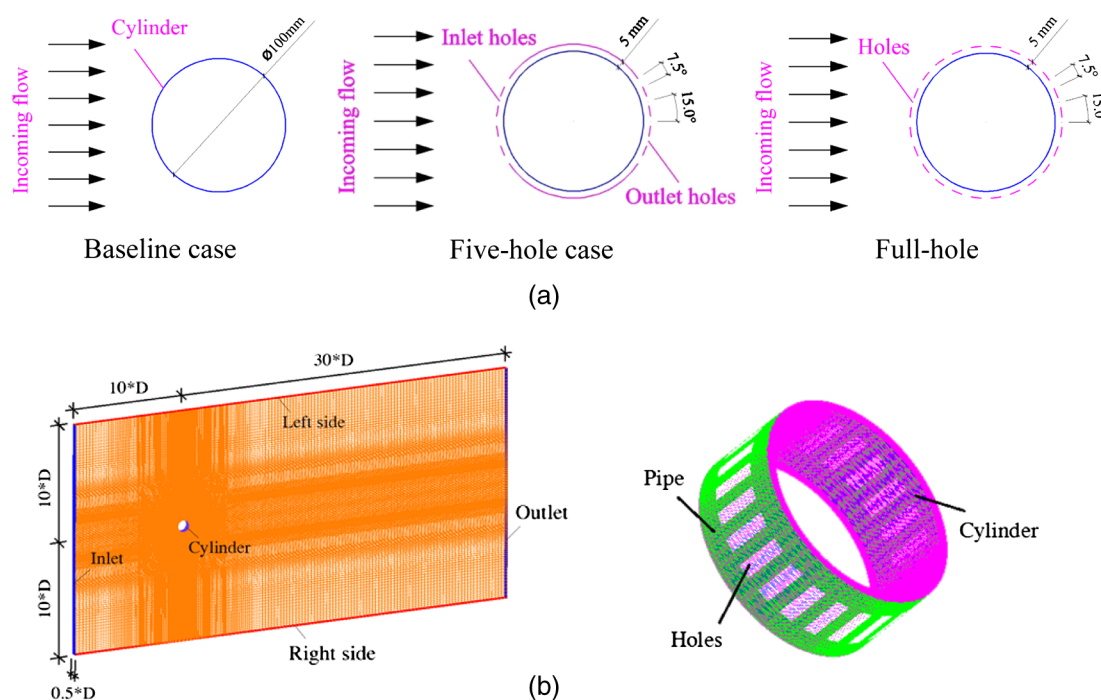 Incoming flow
Cylinder
Ø100mm
Baseline case
Incoming flow
Inlet holes
5 mm
7.5°
15.0°
Outlet holes
Five-hole case
Incoming flow
Holes
5 mm
7.5°
15.0
Full-hole
(a)
10*D
30*D
Left side
10*D
10*D
Inlet
Cylinder
Outlet
Right side
0.5*D
Pipe
Cylinder
Holes
(b)